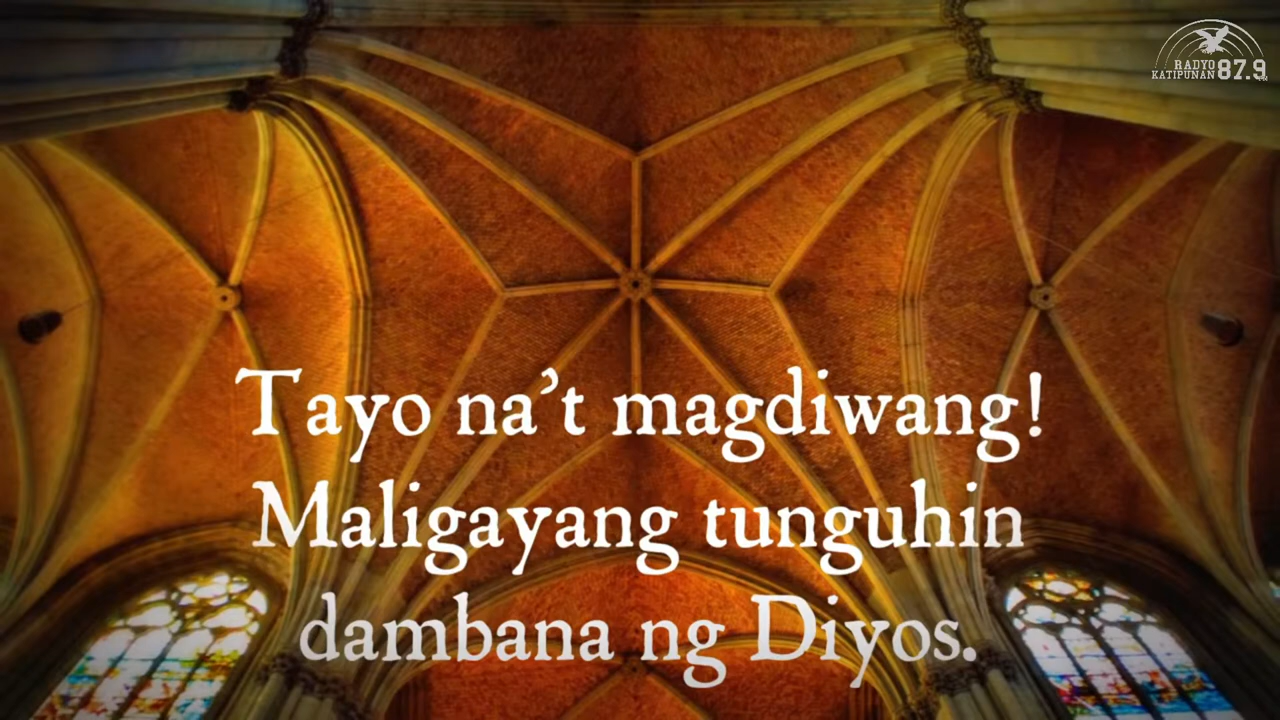 RADYO
KATIPUNAN 87.9
Tayo na’t magdiwang!
Maligayang tunguhin
dambana ng Diyos.